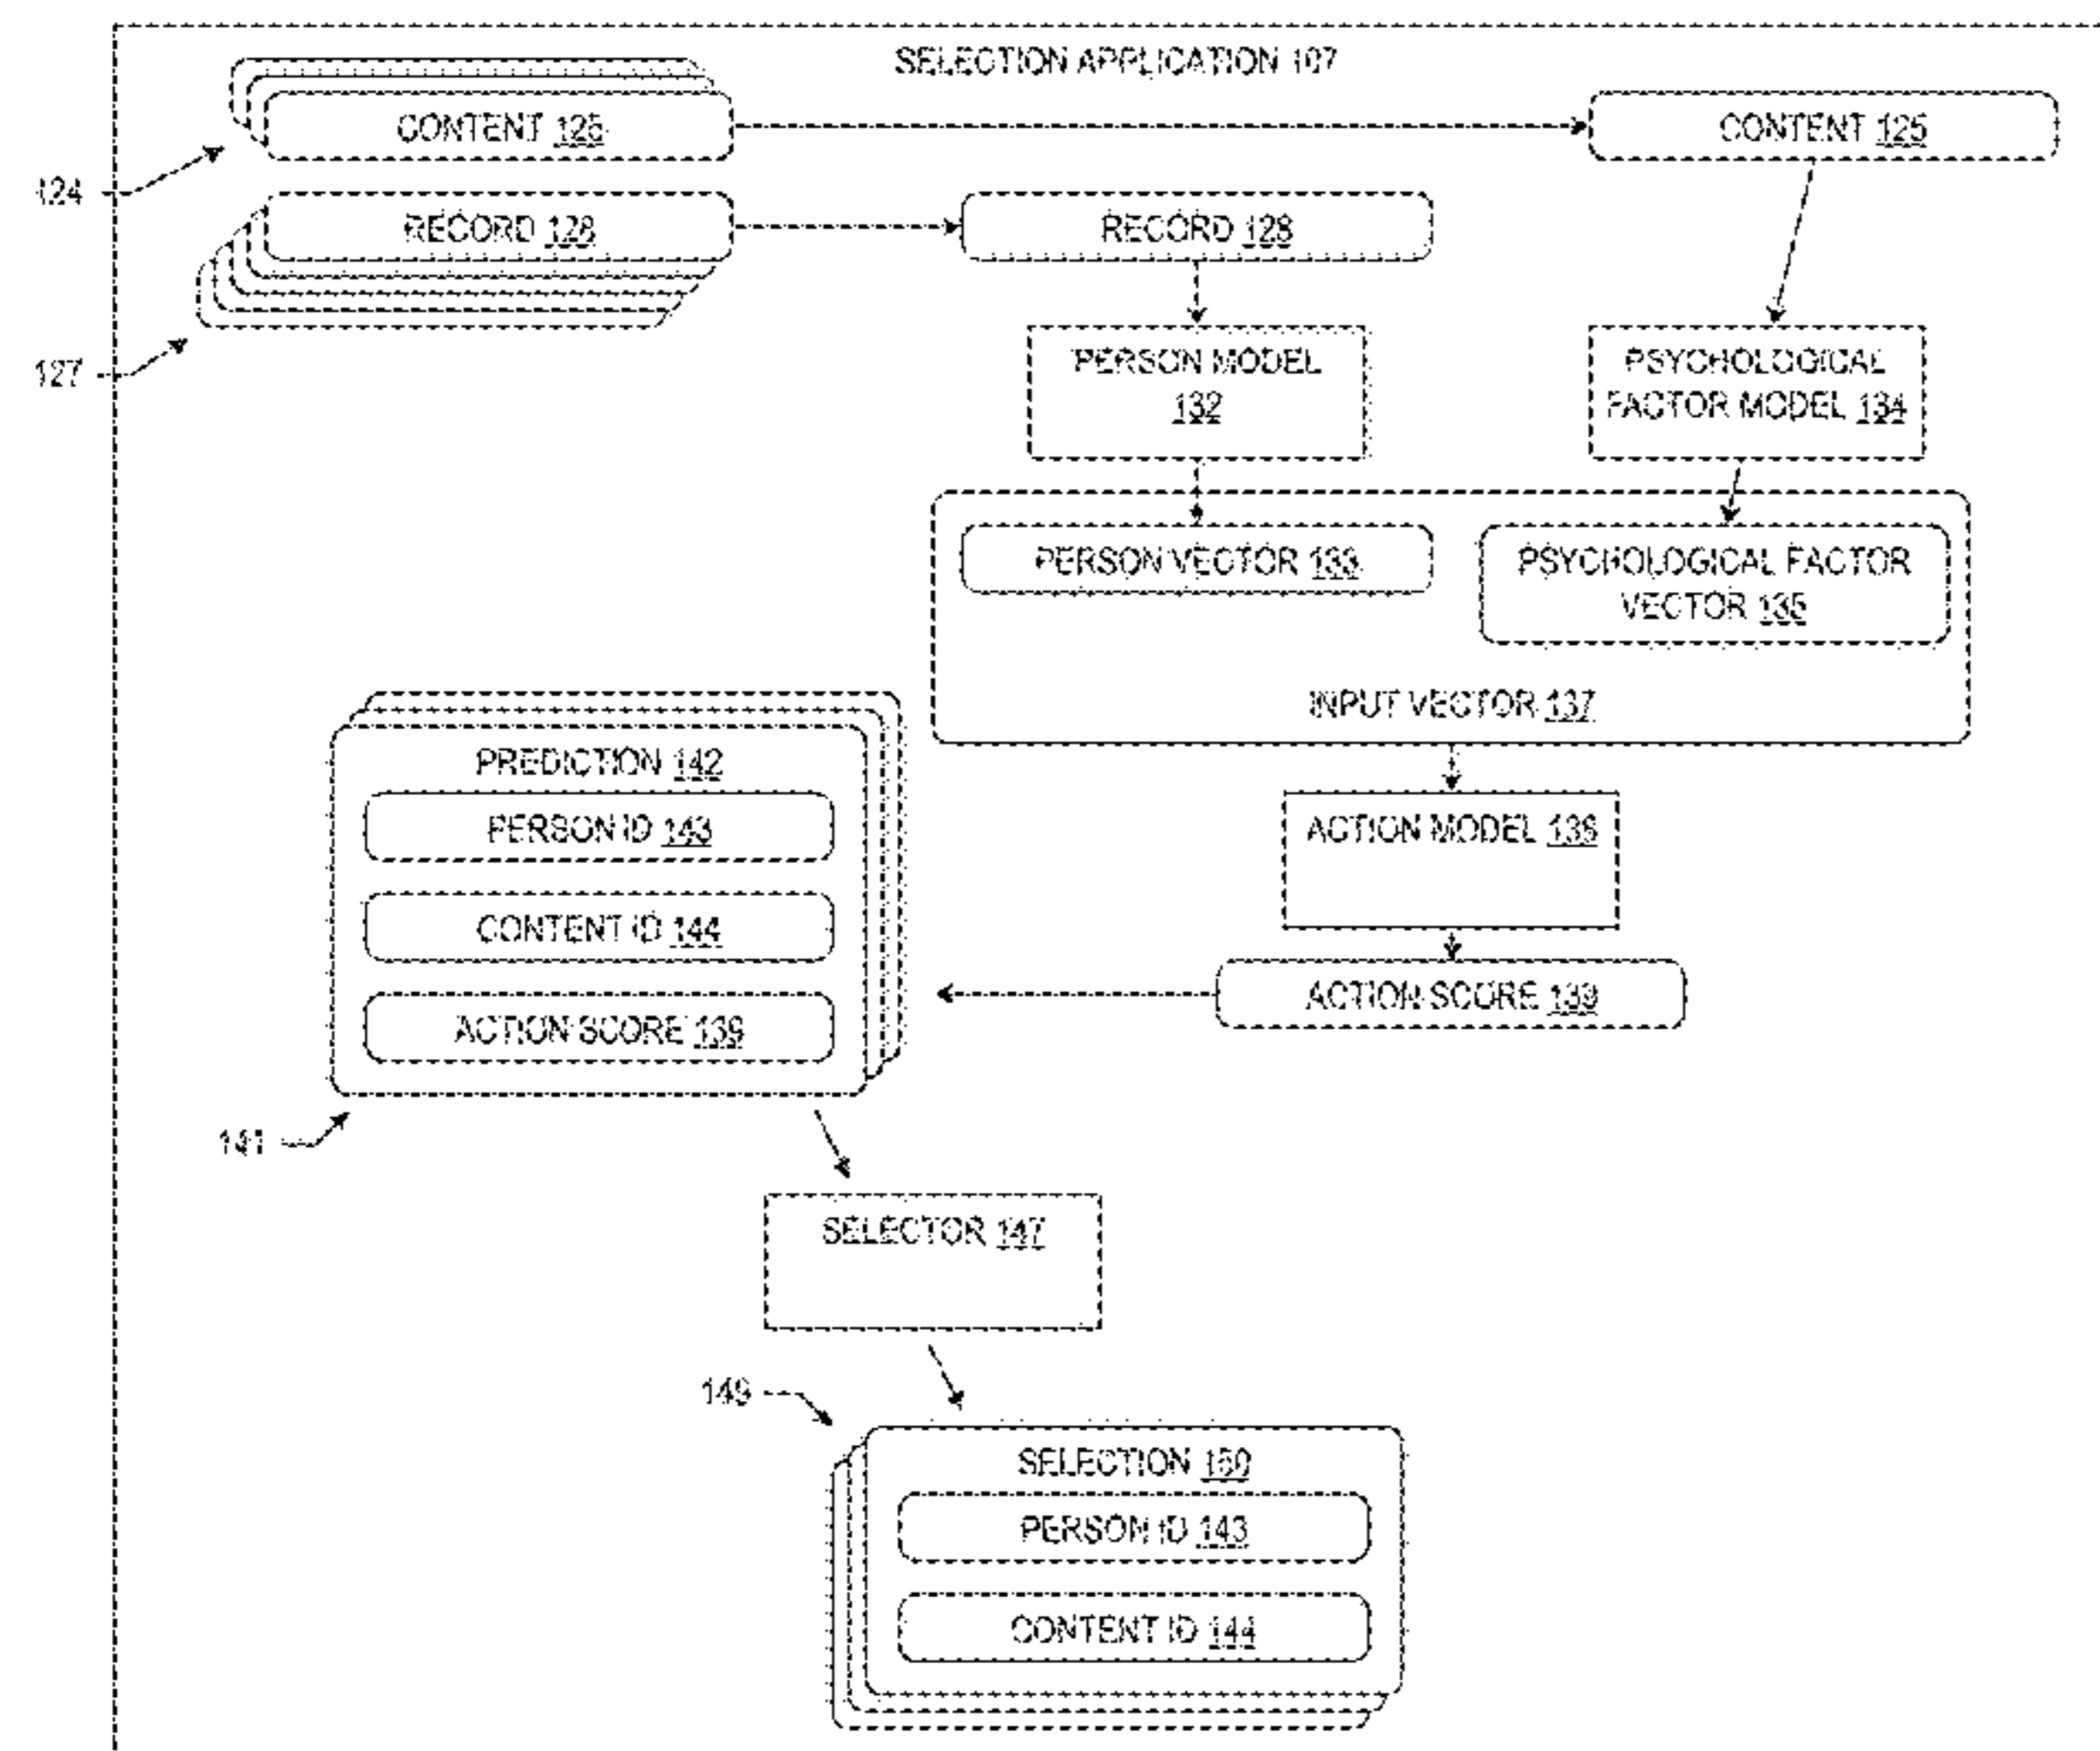 SELECTION APPLICATION 107
CONTENT 125
CONTENT 125
124
RECORD 128
RECORD 128
127
PERSON MODEL
132
PSYCHOLOGICAL
FACTOR MODEL 134
PERSON VECTOR 133
PSYCHOLOGICAL FACTOR
VECTOR 135
INPUT VECTOR 137
PREDICTION 142
PERSON ID 143
ACTION MODEL 138
CONTENT ID 144
ACTION SCORE 139
ACTION SCORE 139
141
SELECTOR 147
149
SELECTION 150
PERSON ID 143
CONTENT ID 144